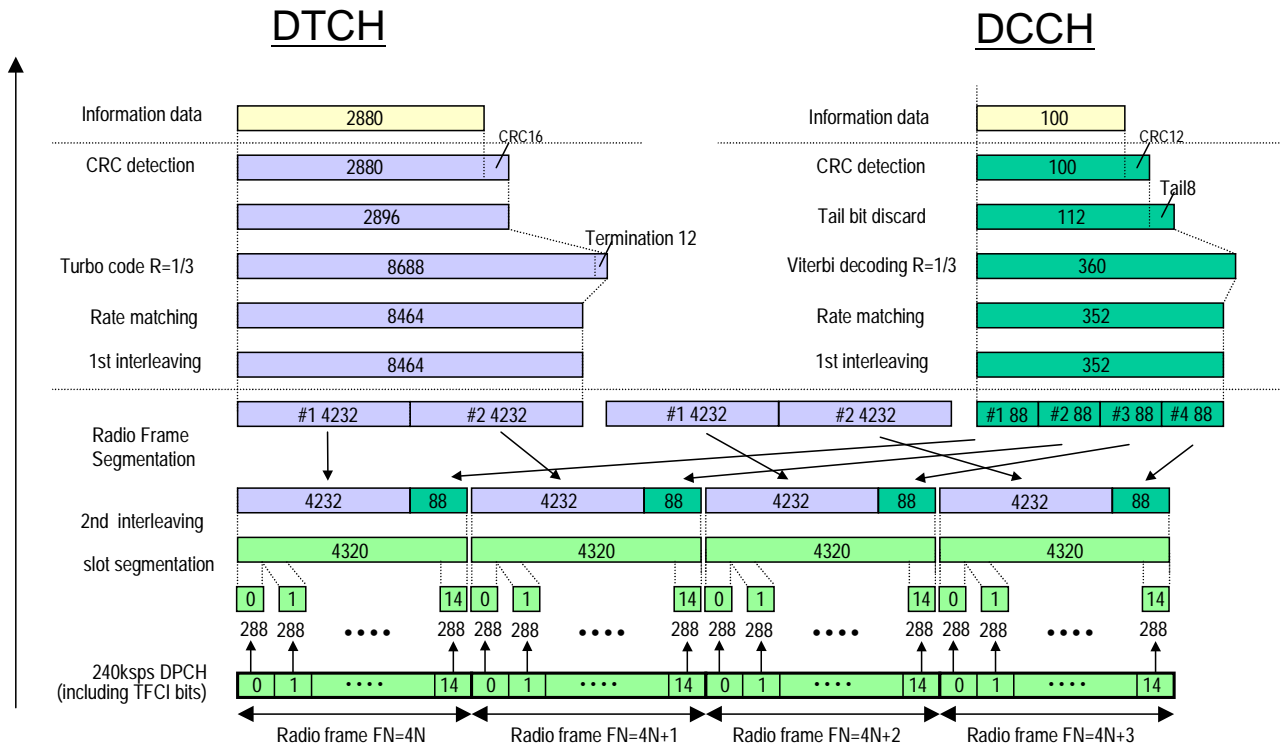 DTCH DCCH
Information data 2880 Information data 100
CRC16 CRC12
CRC detection 2880 CRC detection 100
Tail8
2896 Tail bit discard 112
Termination 12
Turbo code R=1/3 8688 Viterbi decoding R=1/3 360
Rate matching 8464 Rate matching 352
1st interleaving 8464 1st interleaving 352
#1 4232 #2 4232 #1 4232 #2 4232 #1 88 #2 88 #3 88 #4 88
Radio Frame
Segmentation
4232 88 4232 88 4232 88 4232 88
2nd interleaving
4320 4320 4320 4320
slot segmentation
0 1 14 0 1 14 0 1 14 0 1 14
288 288 •••• 288 288 288 •••• 288 288 288 •••• 288 288 288 •••• 288
240ksps DPCH
(including TFCI bits)
0 1 •••• 14 0 1 •••• 14 0 1 •••• 14 0 1 •••• 14
Radio frame FN=4N Radio frame FN=4N+1 Radio frame FN=4N+2 Radio frame FN=4N+3